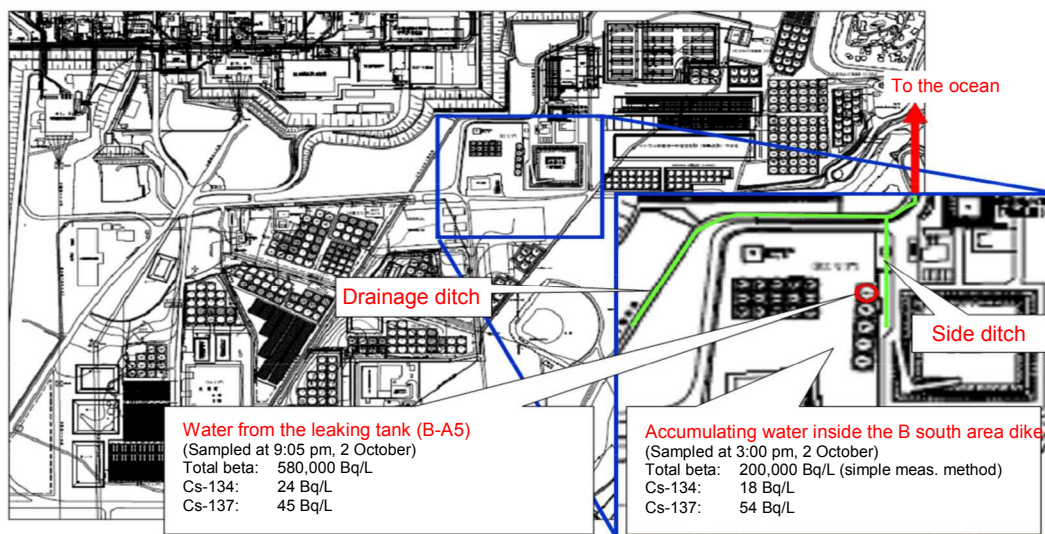 To the ocean
Drainage ditch
Side ditch
Water from the leaking tank (B-A5)
(Sampled at 9:05 pm, 2 October)
Total beta: 580,000 Bq/L
Cs-134: 24 Bq/L
Cs-137: 45 Bq/L
Accumulating water inside the B south area dike
(Sampled at 3:00 pm, 2 October)
Total beta: 200,000 Bq/L (simple meas. method)
Cs-134: 18 Bq/L
Cs-137: 54 Bq/L